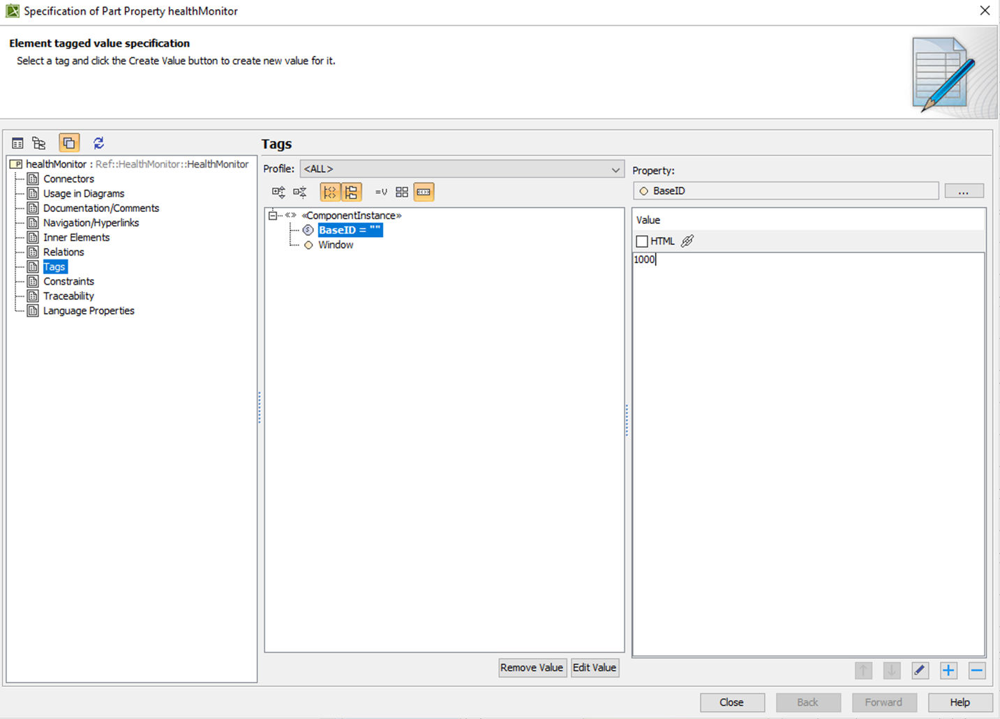 Specification of Part Property healthMonitor
Element tagged value specification
Select a tag and click the Create Value button to create new value for it.
healthMonitor : Ref::HealthMonitor::HealthMonitor
Connectors
Usage in Diagrams
Documentation/Comments
Navigation/Hyperlinks
Inner Elements
Relations
Tags
Constraints
Traceability
Language Properties
Tags
Profile: <ALL>
«ComponentInstance»
BaseID = ""
Window
Remove Value Edit Value
Property:
BaseID ...
Value
HTML
1000
Close Back Forward Help